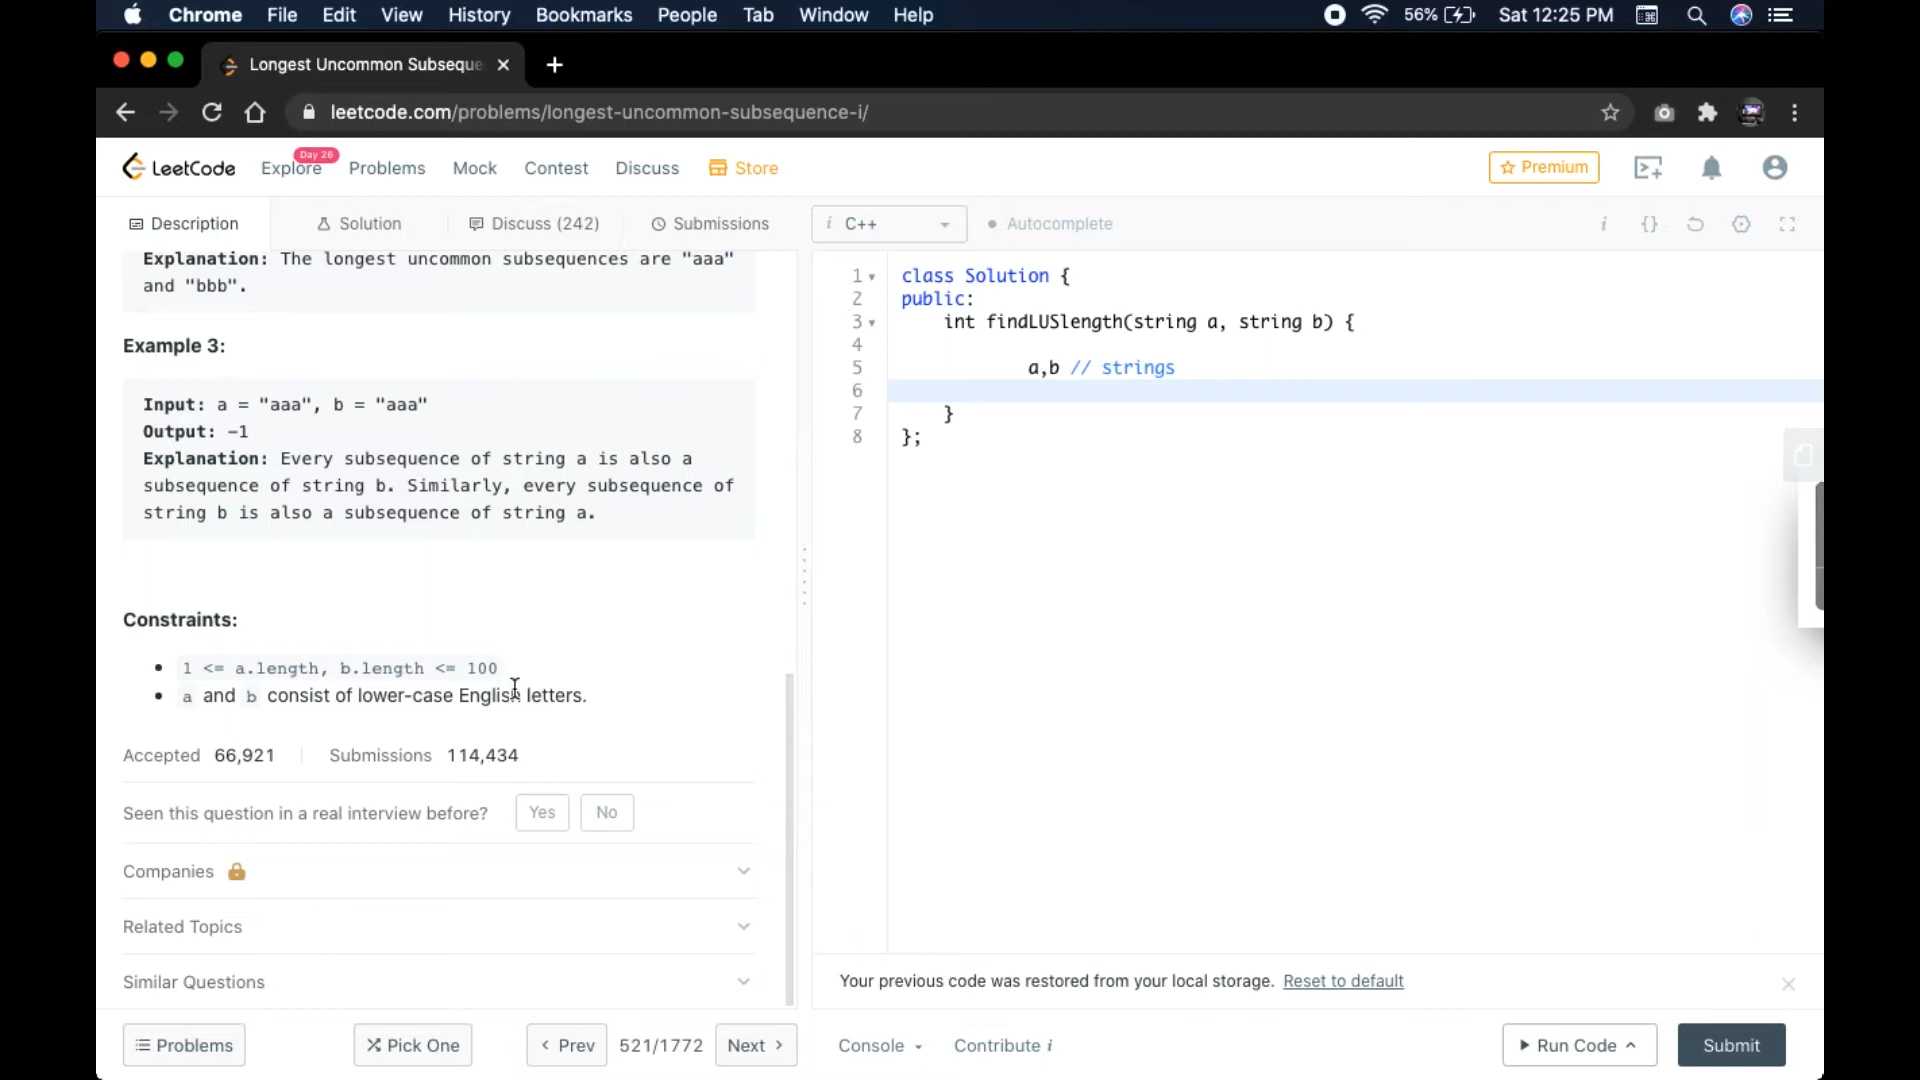 Chrome File Edit View History Bookmarks People Tab Window Help 56% Sat 12:25 PM
Longest Uncommon Subseque
leetcode.com/problems/longest-uncommon-subsequence-i/
LeetCode Explore Day 26 Problems Mock Contest Discuss Store Premium
Description Solution Discuss (242) Submissions
i C++ Autocomplete i {}
Explanation: The longest uncommon subsequences are "aaa"
and "bbb".
Example 3:
Input: a = "aaa", b = "aaa"
Output: -1
Explanation: Every subsequence of string a is also a
subsequence of string b. Similarly, every subsequence of
string b is also a subsequence of string a.
Constraints:
1 <= a.length, b.length <= 100
a and b consist of lower-case English letters.
Accepted 66,921 Submissions 114,434
Seen this question in a real interview before? Yes No
Companies
Related Topics
Similar Questions
Problems Pick One < Prev 521/1772 Next >
1 class Solution {
2 public:
3 int findLUSlength(string a, string b) {
4
5 a,b // strings
6
7 }
8 };
Your previous code was restored from your local storage. Reset to default
Console Contribute i Run Code Submit